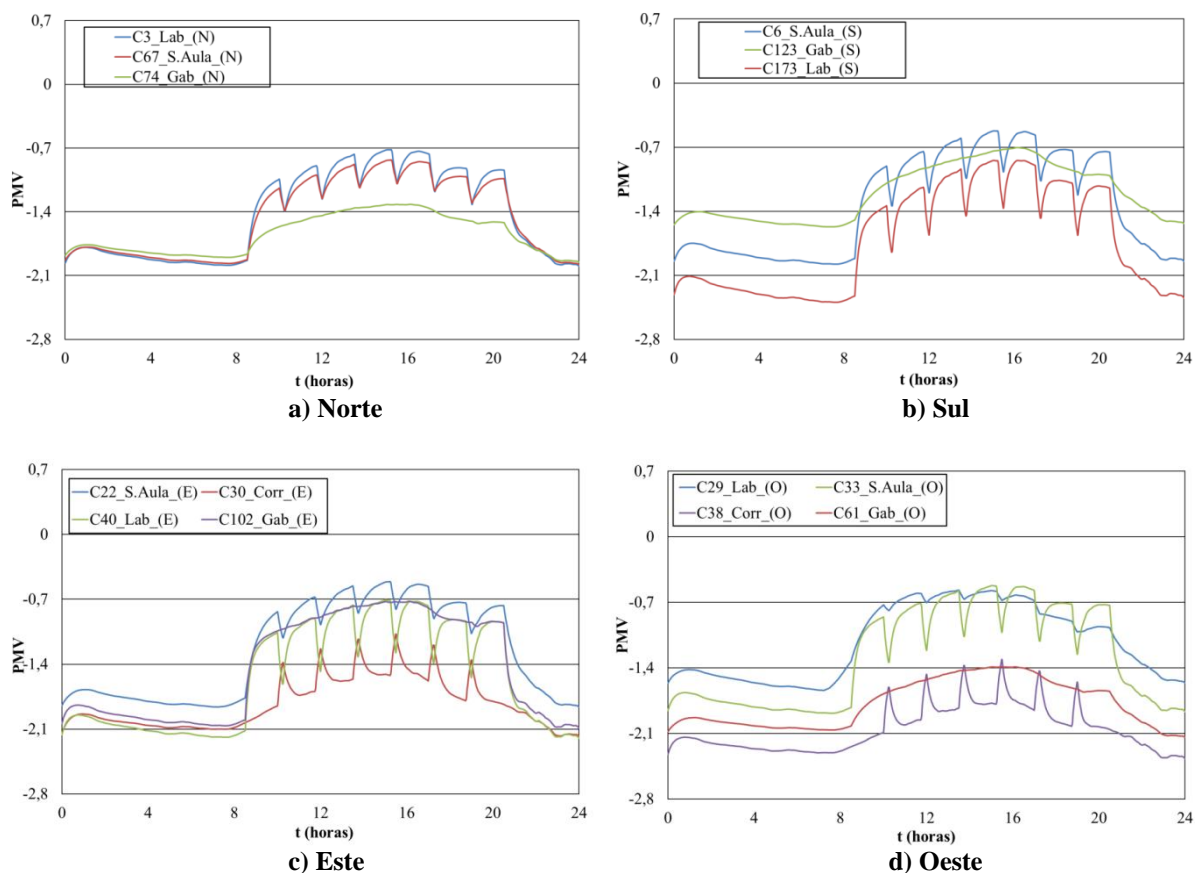 0,7
C3_Lab_(N)
C67_S.Aula_(N)
C74_Gab_(N)
0
-0,7
PMV
-1,4
-2,1
-2,8
0 4 8 12 16 20 24
t (horas)
a) Norte
0,7
C6_S.Aula_(S)
C123_Gab_(S)
C173_Lab_(S)
0
-0,7
PMV
-1,4
-2,1
-2,8
0 4 8 12 16 20 24
t (horas)
b) Sul
0,7
C22_S.Aula_(E) C30_Corr_(E)
C40_Lab_(E) C102_Gab_(E)
0
-0,7
PMV
-1,4
-2,1
-2,8
0 4 8 12 16 20 24
t (horas)
c) Este
0,7
C29_Lab_(O) C33_S.Aula_(O)
C38_Corr_(O) C61_Gab_(O)
0
-0,7
PMV
-1,4
-2,1
-2,8
0 4 8 12 16 20 24
t (horas)
d) Oeste